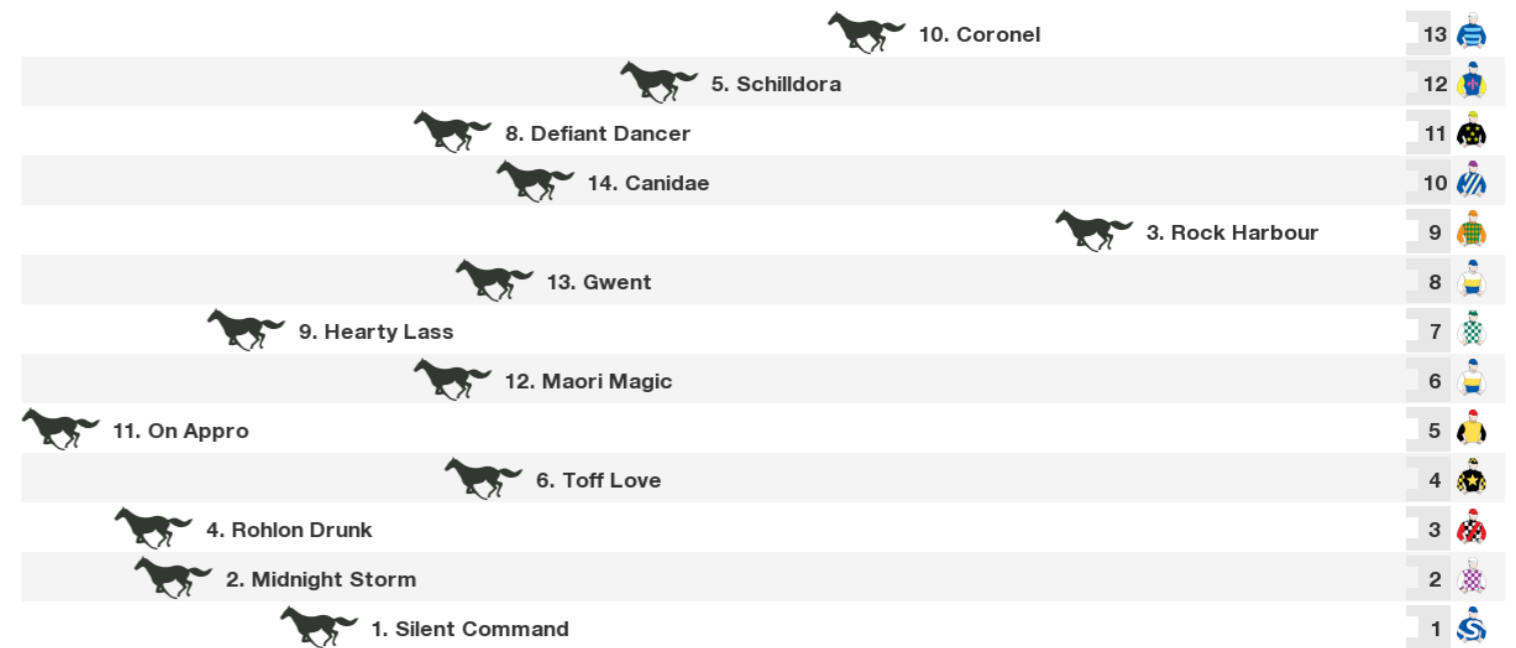 10. Coronel 13
5. Schilldora 12
8. Defiant Dancer 11
14. Canidae 10
3. Rock Harbour 9
13. Gwent 8
9. Hearty Lass 7
12. Maori Magic 6
11. On Appro 5
6. Toff Love 4
4. Rohlon Drunk 3
2. Midnight Storm 2
1. Silent Command 1